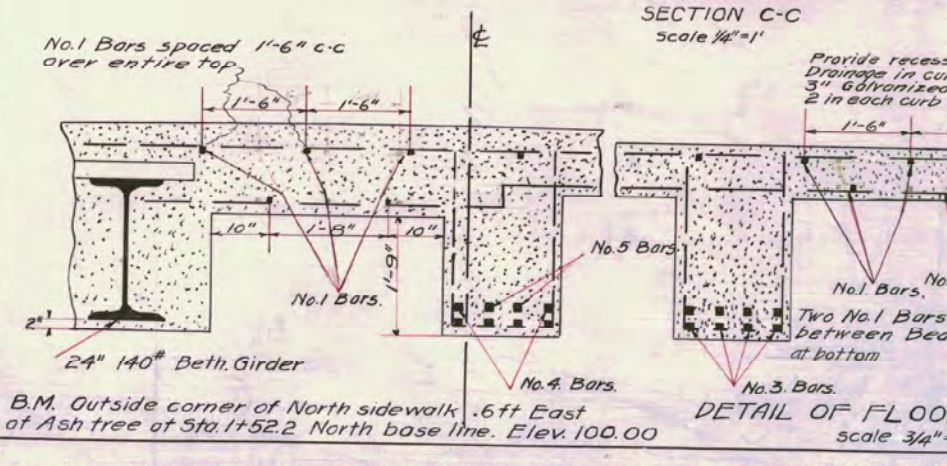 SECTION C-C
Scale 1/4"=1'
No.1 Bars spaced 1'-6" c-c
over entire top
℄
Provide recess
Drainage in cu
3" Galvanized
2 in each curb
1'-6" 1'-6" 1'-6"
10" 1'-8" 10"
1'-9"
No.5 Bars
No.1 Bars.
No.1. Bars. No.
2"
Two No.1 Bars
between Bea
at bottom
24" 140# Beth. Girder
No.4. Bars.
No.3. Bars.
B.M. Outside corner of North sidewalk .6ft East
of Ash tree at Sta.1+52.2 North base line. Elev. 100.00
DETAIL OF FLOO
scale 3/4"=